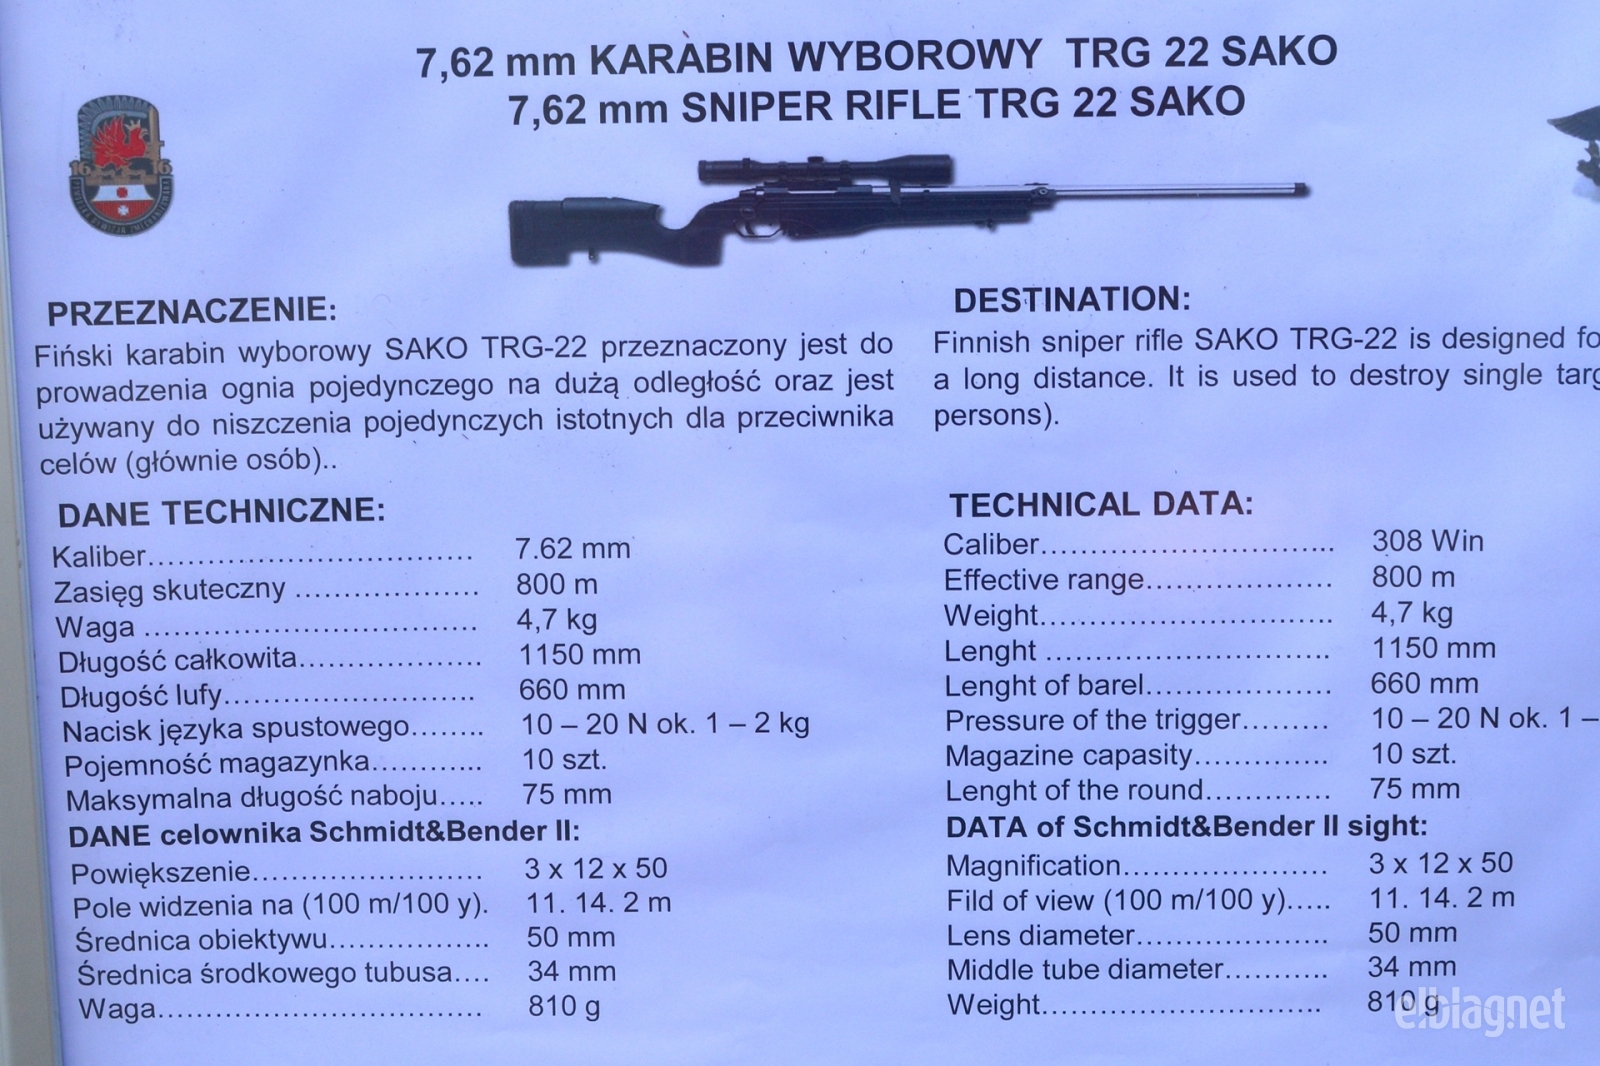 7,62 mm KARABIN WYBOROWY TRG 22 SAKO
7,62 mm SNIPER RIFLE TRG 22 SAKO
16 16
PRZEZNACZENIE:
Fiński karabin wyborowy SAKO TRG-22 przeznaczony jest do
prowadzenia ognia pojedynczego na dużą odległość oraz jest
używany do niszczenia pojedynczych istotnych dla przeciwnika
celów (głównie osób)..
DANE TECHNICZNE:
Kaliber................................ 7.62 mm
Zasięg skuteczny ................... 800 m
Waga .................................. 4,7 kg
Długość całkowita................... 1150 mm
Długość lufy.......................... 660 mm
Nacisk języka spustowego........ 10 – 20 N ok. 1 – 2 kg
Pojemność magazynka............ 10 szt.
Maksymalna długość naboju..... 75 mm
DANE celownika Schmidt&Bender II:
Powiększenie........................ 3 x 12 x 50
Pole widzenia na (100 m/100 y). 11. 14. 2 m
Średnica obiektywu................. 50 mm
Średnica środkowego tubusa.... 34 mm
Waga.................................. 810 g
DESTINATION:
Finnish sniper rifle SAKO TRG-22 is designed fo
a long distance. It is used to destroy single targ
persons).
TECHNICAL DATA:
Caliber............................... 308 Win
Effective range.................... 800 m
Weight............................... 4,7 kg
Lenght .............................. 1150 mm
Lenght of barel.................... 660 mm
Pressure of the trigger......... 10 – 20 N ok. 1 –
Magazine capasity.............. 10 szt.
Lenght of the round............. 75 mm
DATA of Schmidt&Bender II sight:
Magnification..................... 3 x 12 x 50
Fild of view (100 m/100 y)..... 11. 14. 2 m
Lens diameter.................... 50 mm
Middle tube diameter........... 34 mm
Weight.............................. 810 g
elblag.net